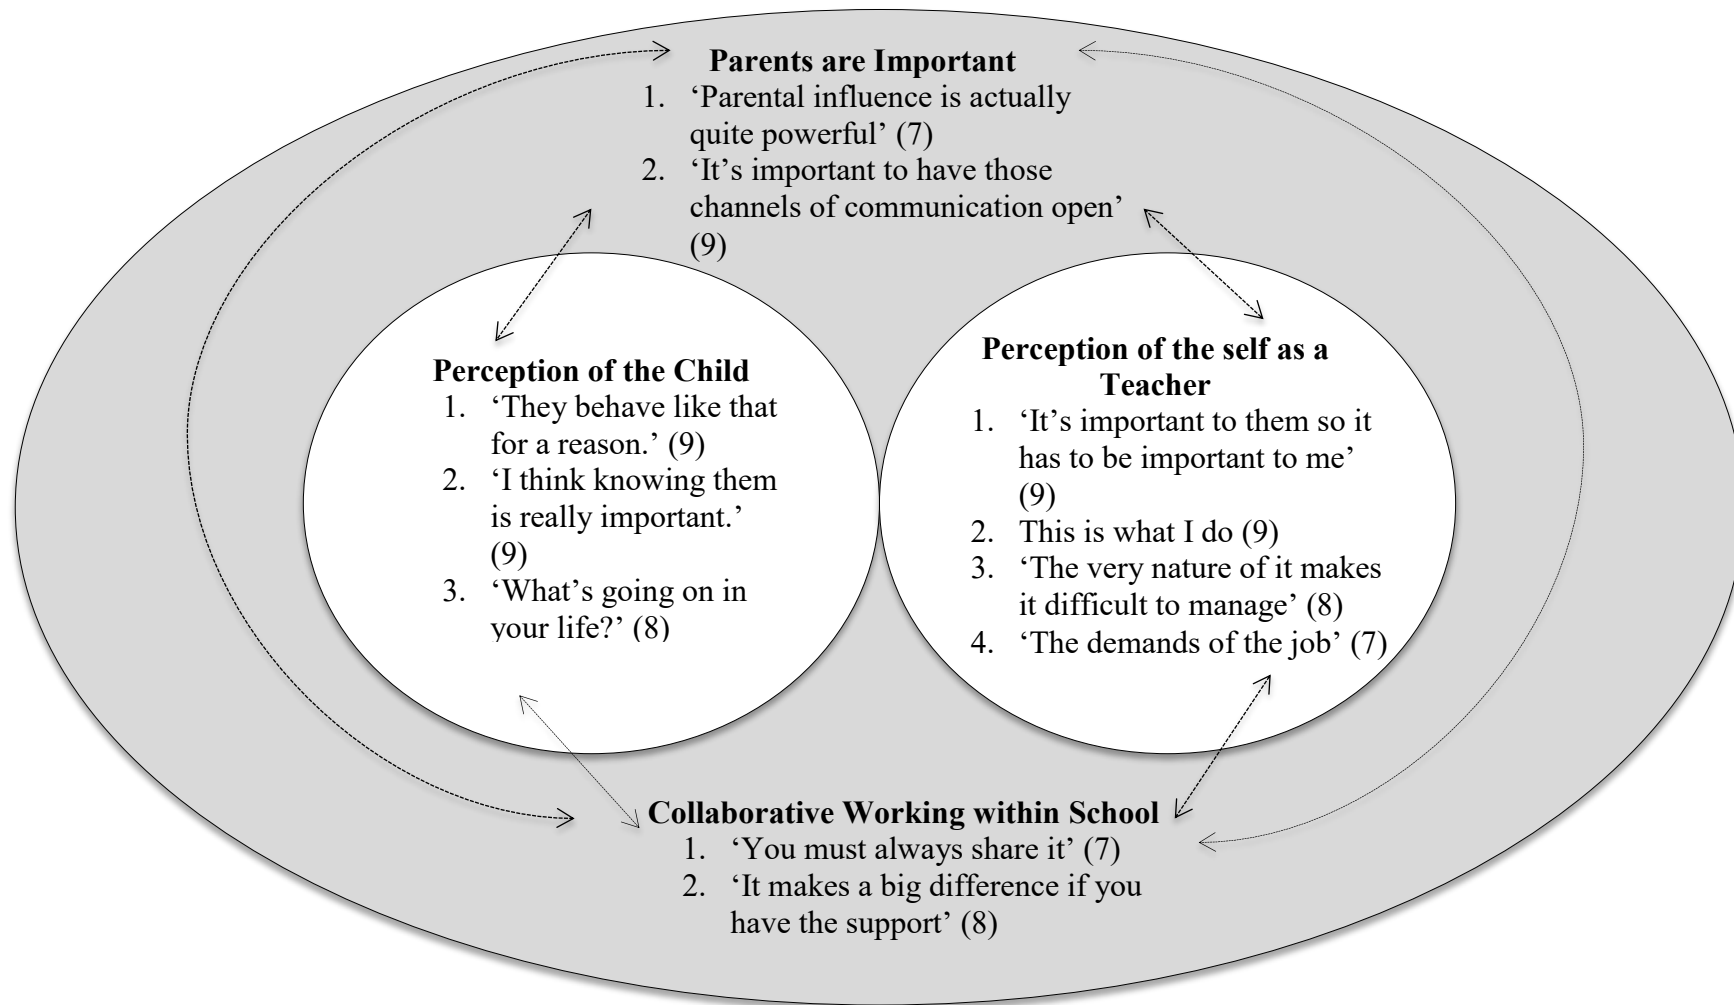 Parents are Important
1. ‘Parental influence is actually
quite powerful’ (7)
2. ‘It’s important to have those
channels of communication open’
(9)
Perception of the Child
1. ‘They behave like that
for a reason.’ (9)
2. ‘I think knowing them
is really important.’
(9)
3. ‘What’s going on in
your life?’ (8)
Perception of the self as a
Teacher
1. ‘It’s important to them so it
has to be important to me’
(9)
2. This is what I do (9)
3. ‘The very nature of it makes
it difficult to manage’ (8)
4. ‘The demands of the job’ (7)
Collaborative Working within School
1. ‘You must always share it’ (7)
2. ‘It makes a big difference if you
have the support’ (8)